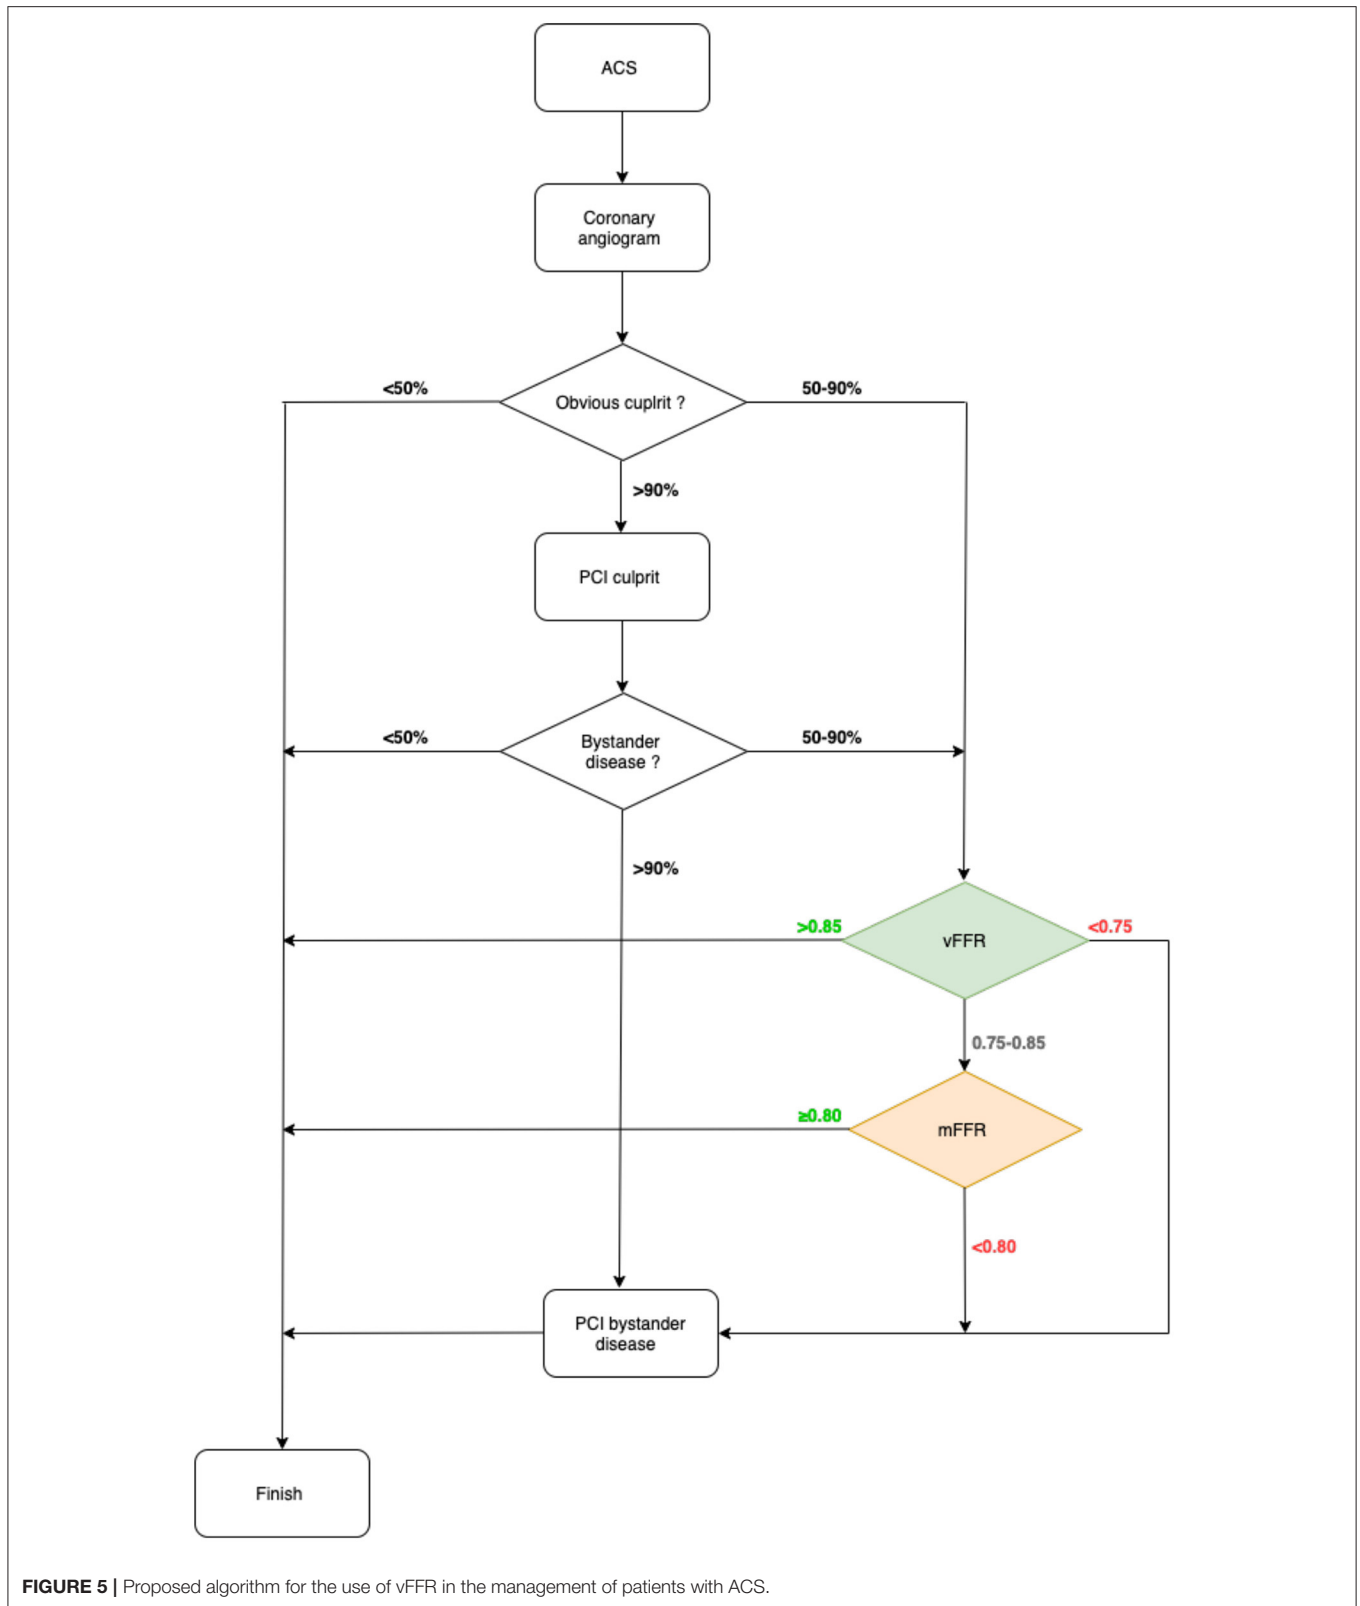 ACS
Coronary
angiogram
<50%
Obvious cuplrit ?
50-90%
>90%
PCI culprit
<50%
Bystander
disease ?
50-90%
>90%
>0.85
vFFR
<0.75
0.75-0.85
≥0.80
mFFR
<0.80
PCI bystander
disease
Finish
FIGURE 5 | Proposed algorithm for the use of vFFR in the management of patients with ACS.